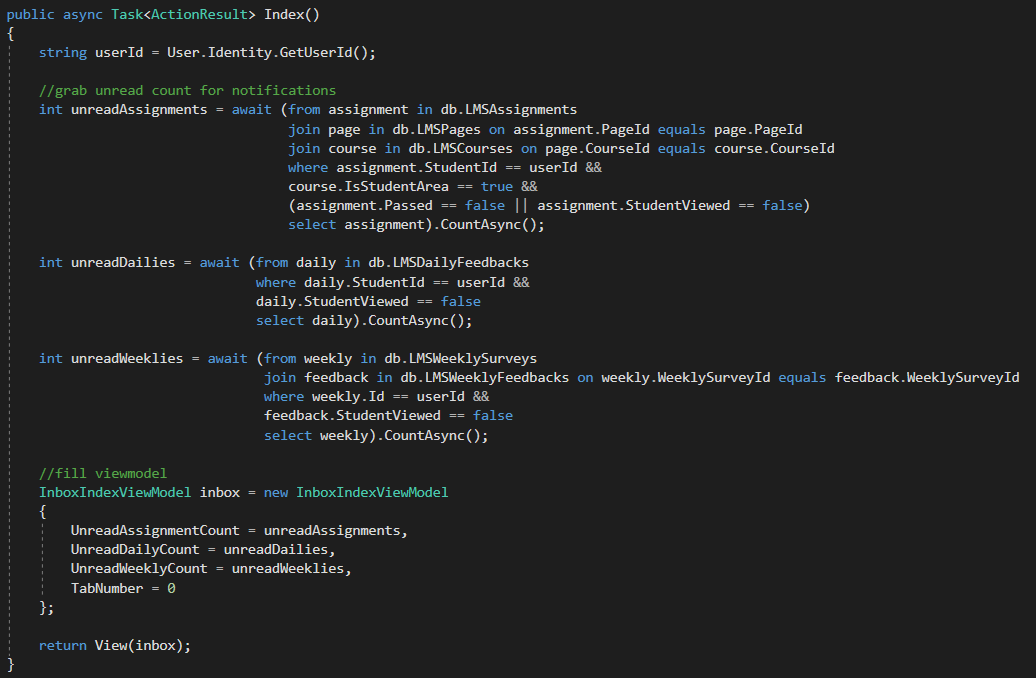 public async Task<ActionResult> Index()
{
    string userId = User.Identity.GetUserId();

    //grab unread count for notifications
    int unreadAssignments = await (from assignment in db.LMSAssignments
                                   join page in db.LMSPages on assignment.PageId equals page.PageId
                                   join course in db.LMSCourses on page.CourseId equals course.CourseId
                                   where assignment.StudentId == userId &&
                                   course.IsStudentArea == true &&
                                   (assignment.Passed == false || assignment.StudentViewed == false)
                                   select assignment).CountAsync();

    int unreadDailies = await (from daily in db.LMSDailyFeedbacks
                               where daily.StudentId == userId &&
                               daily.StudentViewed == false
                               select daily).CountAsync();

    int unreadWeeklies = await (from weekly in db.LMSWeeklySurveys
                                join feedback in db.LMSWeeklyFeedbacks on weekly.WeeklySurveyId equals feedback.WeeklySurveyId
                                where weekly.Id == userId &&
                                feedback.StudentViewed == false
                                select weekly).CountAsync();

    //fill viewmodel
    InboxIndexViewModel inbox = new InboxIndexViewModel
    {
        UnreadAssignmentCount = unreadAssignments,
        UnreadDailyCount = unreadDailies,
        UnreadWeeklyCount = unreadWeeklies,
        TabNumber = 0
    };

    return View(inbox);
}